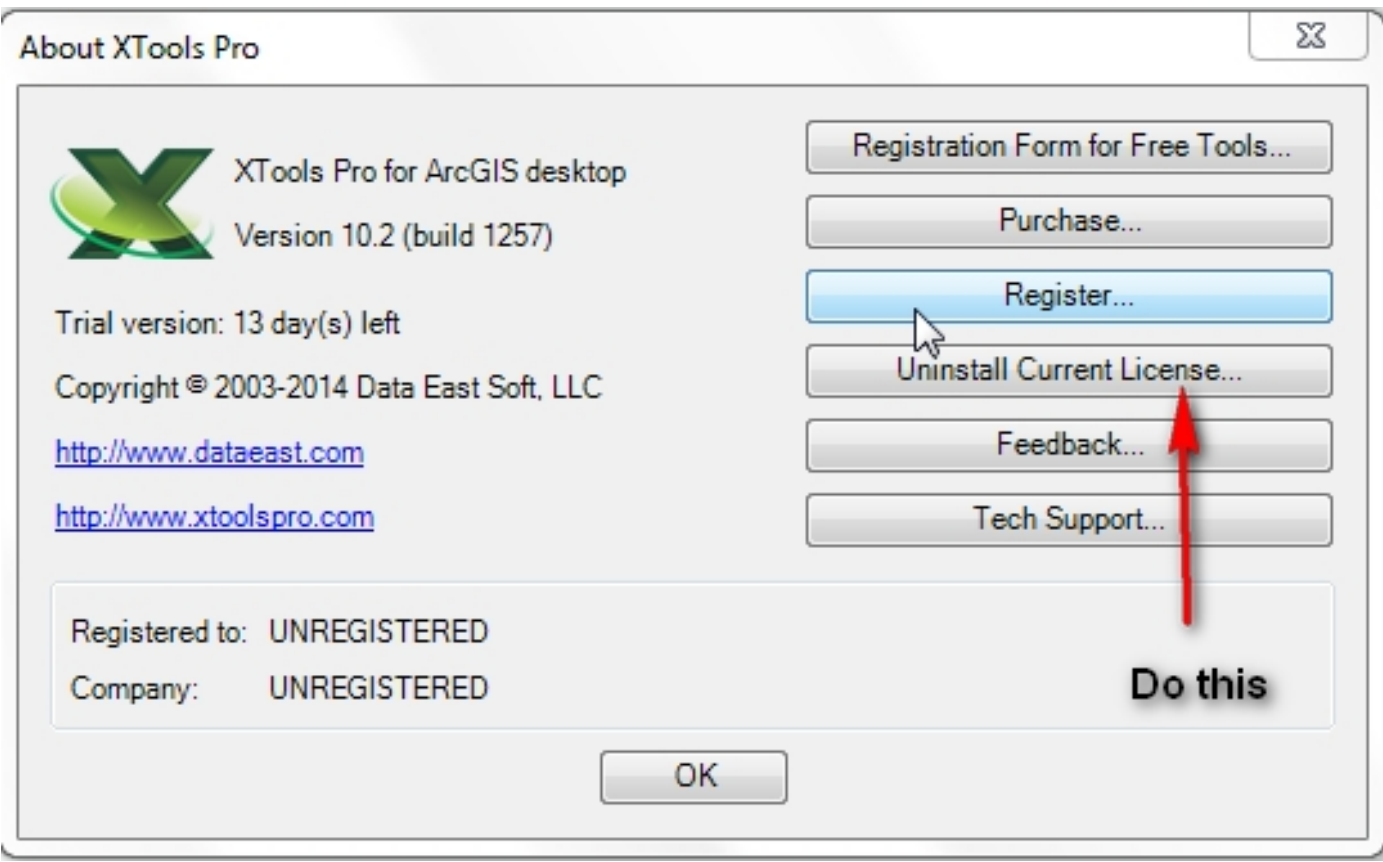 About XTools Pro
XTools Pro for ArcGIS desktop
Version 10.2 (build 1257)
Trial version: 13 day(s) left
Copyright © 2003-2014 Data East Soft, LLC
http://www.dataeast.com
http://www.xtoolspro.com
Registration Form for Free Tools...
Purchase...
Register...
Uninstall Current License...
Feedback...
Tech Support...
Registered to: UNREGISTERED
Company: UNREGISTERED
Do this
OK